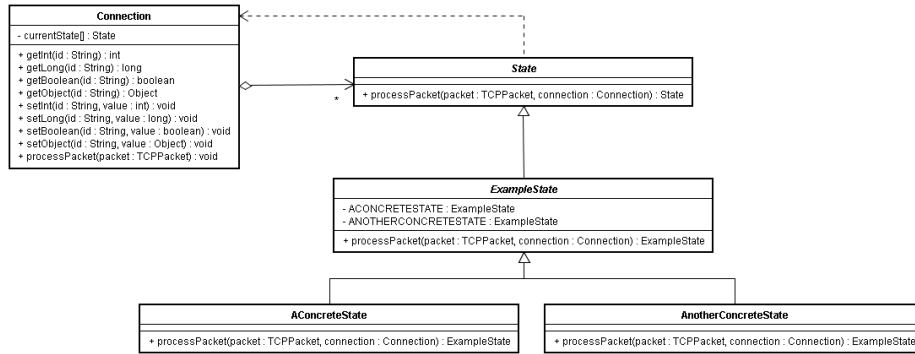 Connection
- currentState[] : State
+ getInt(id : String) : int
+ getLong(id : String) : long
+ getBoolean(id : String) : boolean
+ getObject(id : String) : Object
+ setInt(id : String, value : int) : void
+ setLong(id : String, value : long) : void
+ setBoolean(id : String, value : boolean) : void
+ setObject(id : String, value : Object) : void
+ processPacket(packet : TCPPacket) : void
*
State
+ processPacket(packet : TCPPacket, connection : Connection) : State
ExampleState
- ACONCRETESTATE : ExampleState
- ANOTHERCONCRETESTATE : ExampleState
+ processPacket(packet : TCPPacket, connection : Connection) : ExampleState
AConcreteState
+ processPacket(packet : TCPPacket, connection : Connection) : ExampleState
AnotherConcreteState
+ processPacket(packet : TCPPacket, connection : Connection) : ExampleState